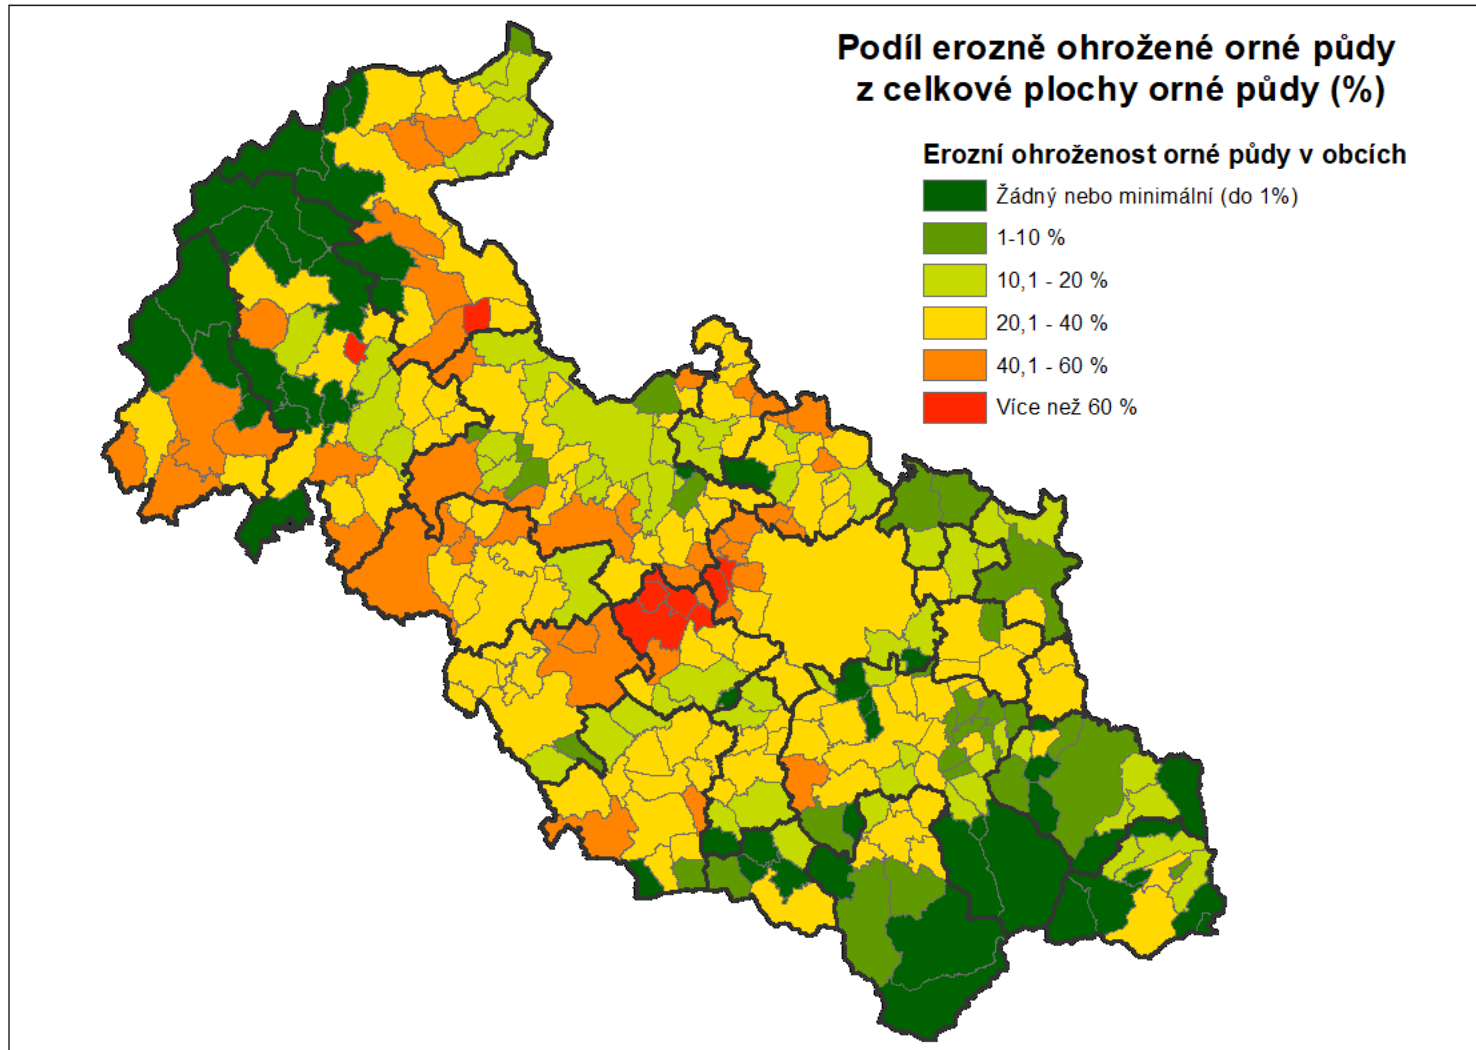 Podíl erozně ohrožené orné půdy
z celkové plochy orné půdy (%)
Erozní ohroženost orné půdy v obcích
Žádný nebo minimální (do 1%)
1-10 %
10,1 - 20 %
20,1 - 40 %
40,1 - 60 %
Více než 60 %